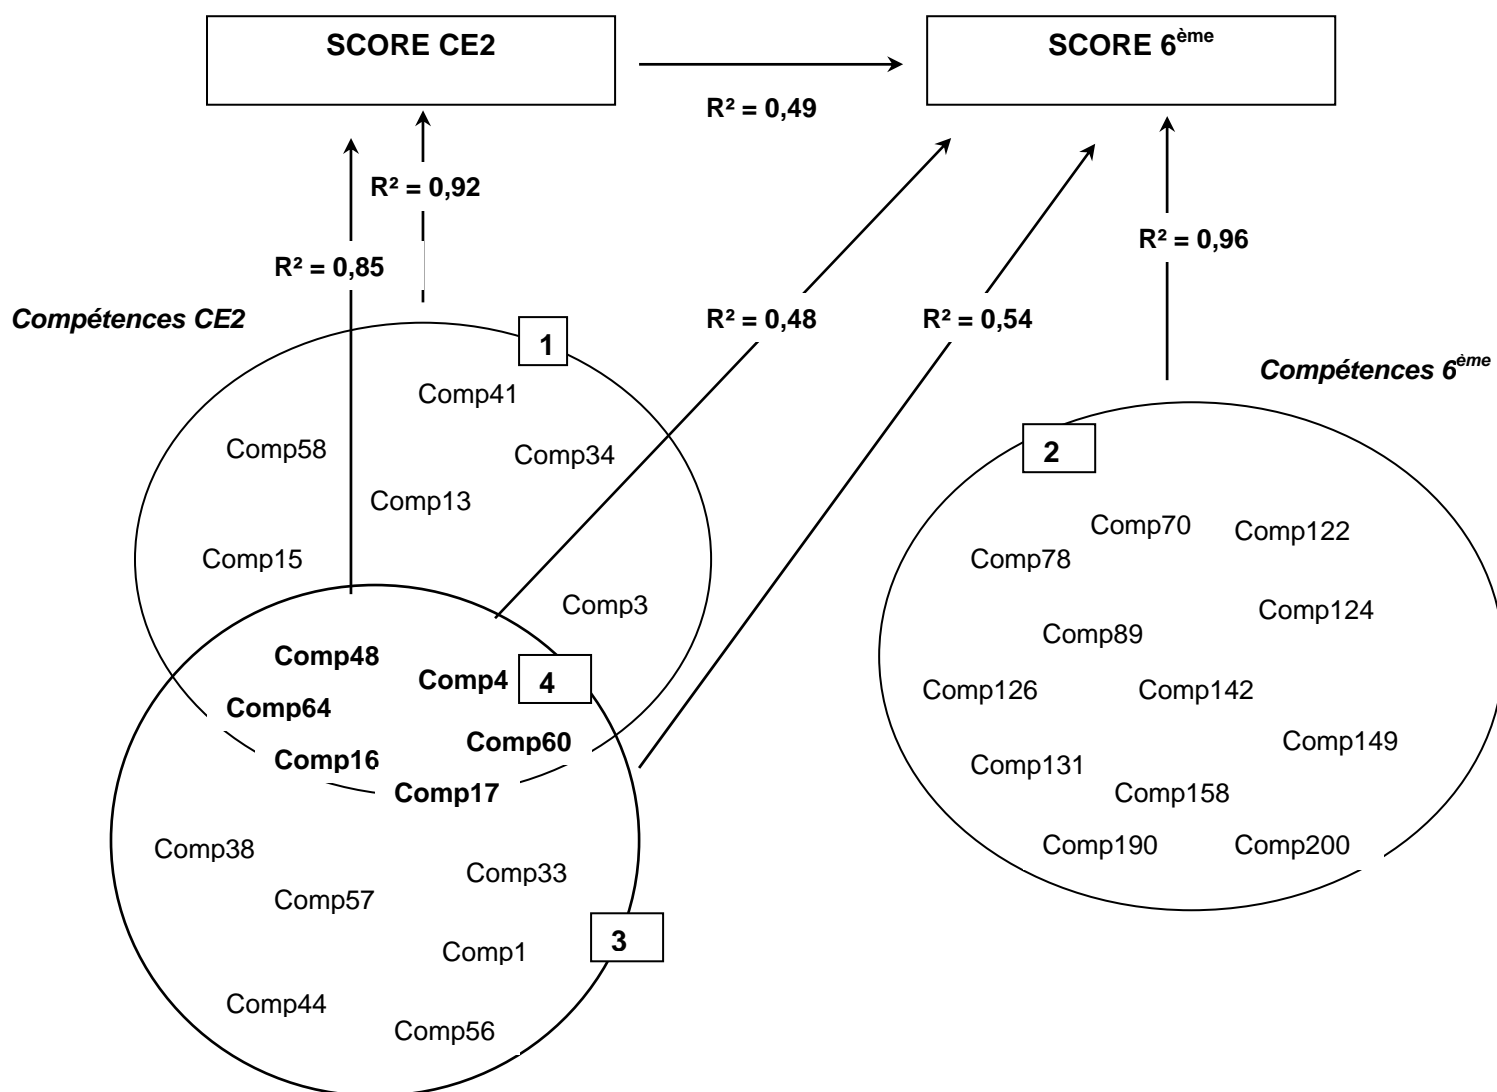 SCORE CE2
SCORE 6ème
R² = 0,49
R² = 0,92
R² = 0,85
R² = 0,96
Compétences CE2
R² = 0,48
R² = 0,54
1
Compétences 6ème
Comp41
Comp58
Comp34
2
Comp13
Comp70
Comp122
Comp15
Comp78
Comp3
Comp124
Comp89
Comp48
Comp4
4
Comp126
Comp142
Comp64
Comp60
Comp149
Comp16
Comp131
Comp17
Comp158
Comp38
Comp190
Comp200
Comp33
Comp57
3
Comp1
Comp44
Comp56